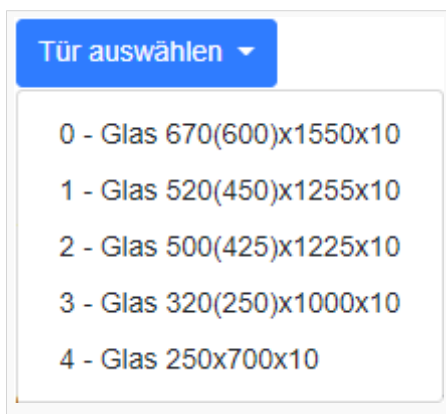 Tür auswählen
0 - Glas 670(600)x1550x10
1 - Glas 520(450)x1255x10
2 - Glas 500(425)x1225x10
3 - Glas 320(250)x1000x10
4 - Glas 250x700x10